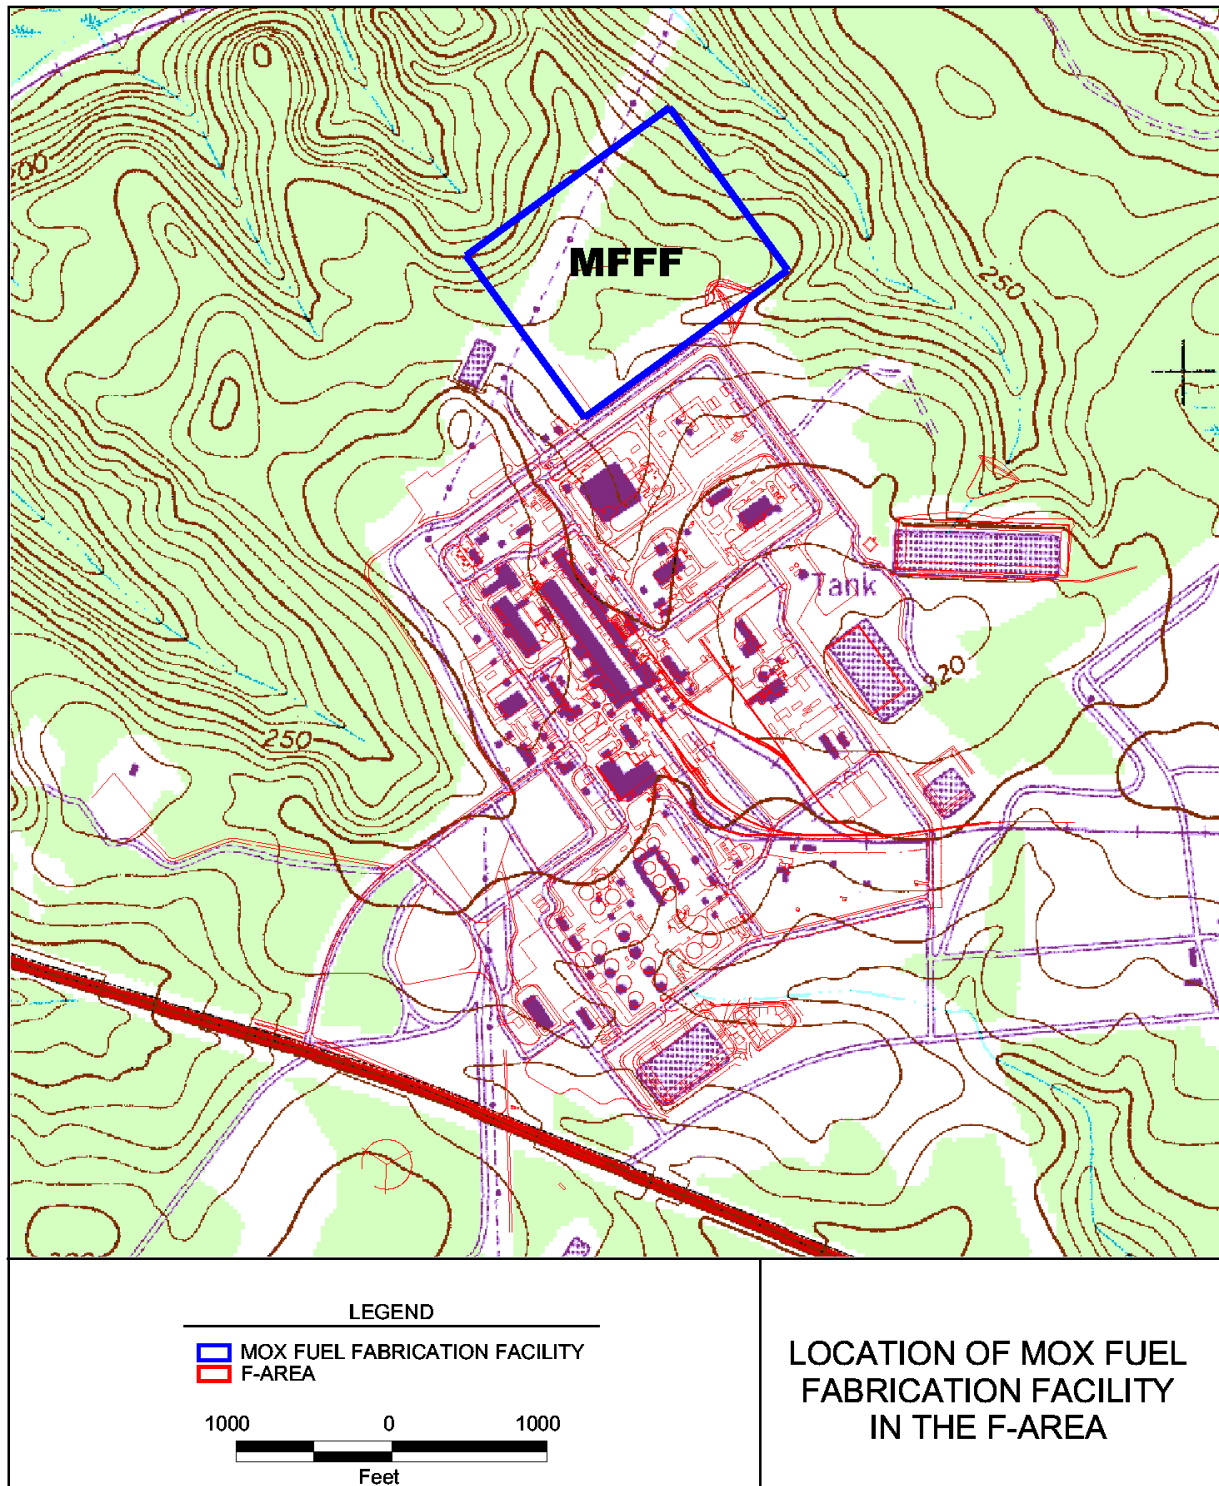 MFFF
250
Tank
320
250
LEGEND
MOX FUEL FABRICATION FACILITY
F-AREA
1000 0 1000
Feet
LOCATION OF MOX FUEL
FABRICATION FACILITY
IN THE F-AREA